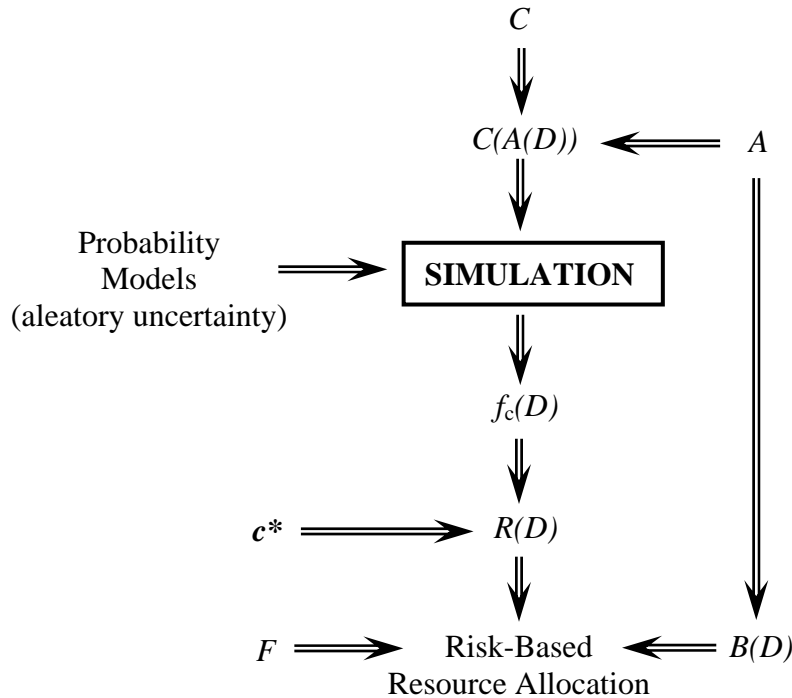 C
C(A(D))
A
Probability
Models
(aleatory uncertainty)
SIMULATION
fc(D)
c*
R(D)
F
Risk-Based
Resource Allocation
B(D)